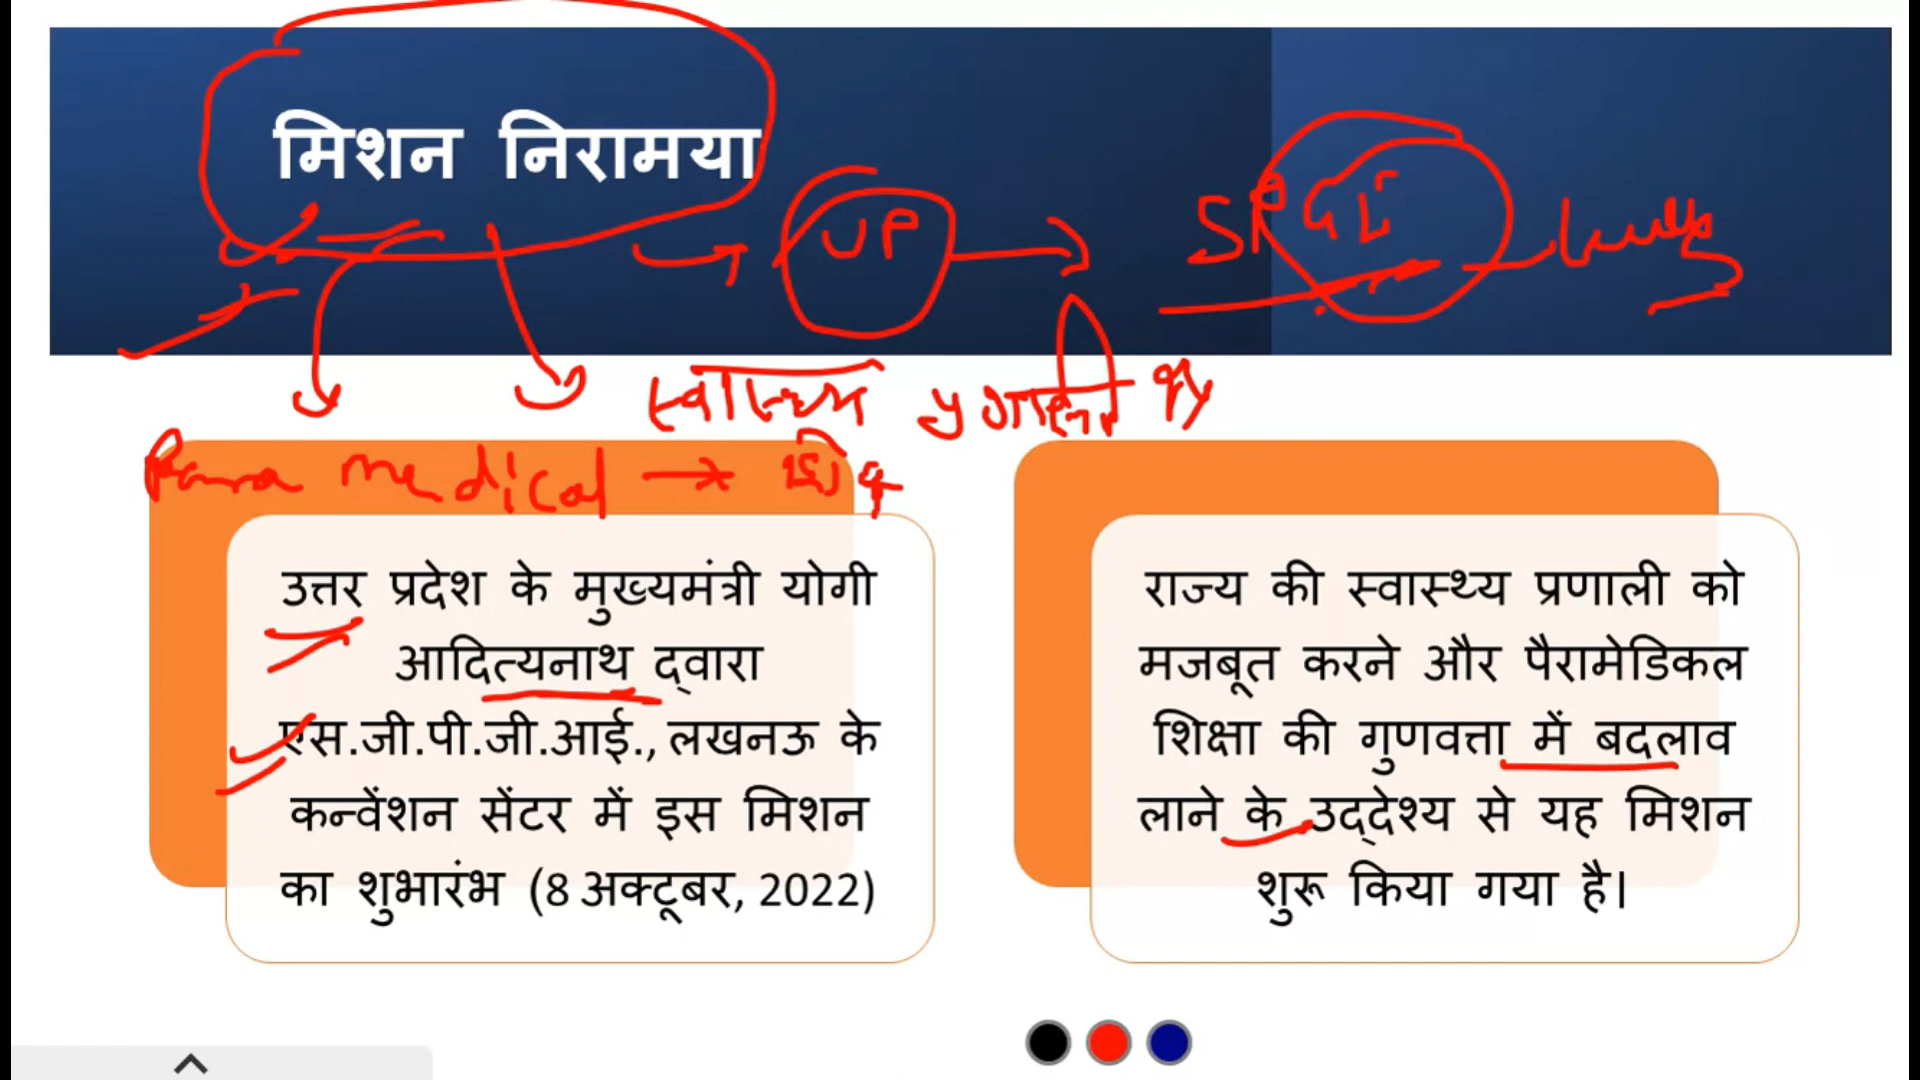 मिशन निरामया
UP
Para medical
उत्तर प्रदेश के मुख्यमंत्री योगी
आदित्यनाथ द्वारा
एस.जी.पी.जी.आई., लखनऊ के
कन्वेंशन सेंटर में इस मिशन
का शुभारंभ (8 अक्टूबर, 2022)
राज्य की स्वास्थ्य प्रणाली को
मजबूत करने और पैरामेडिकल
शिक्षा की गुणवत्ता में बदलाव
लाने के उद्देश्य से यह मिशन
शुरू किया गया है।